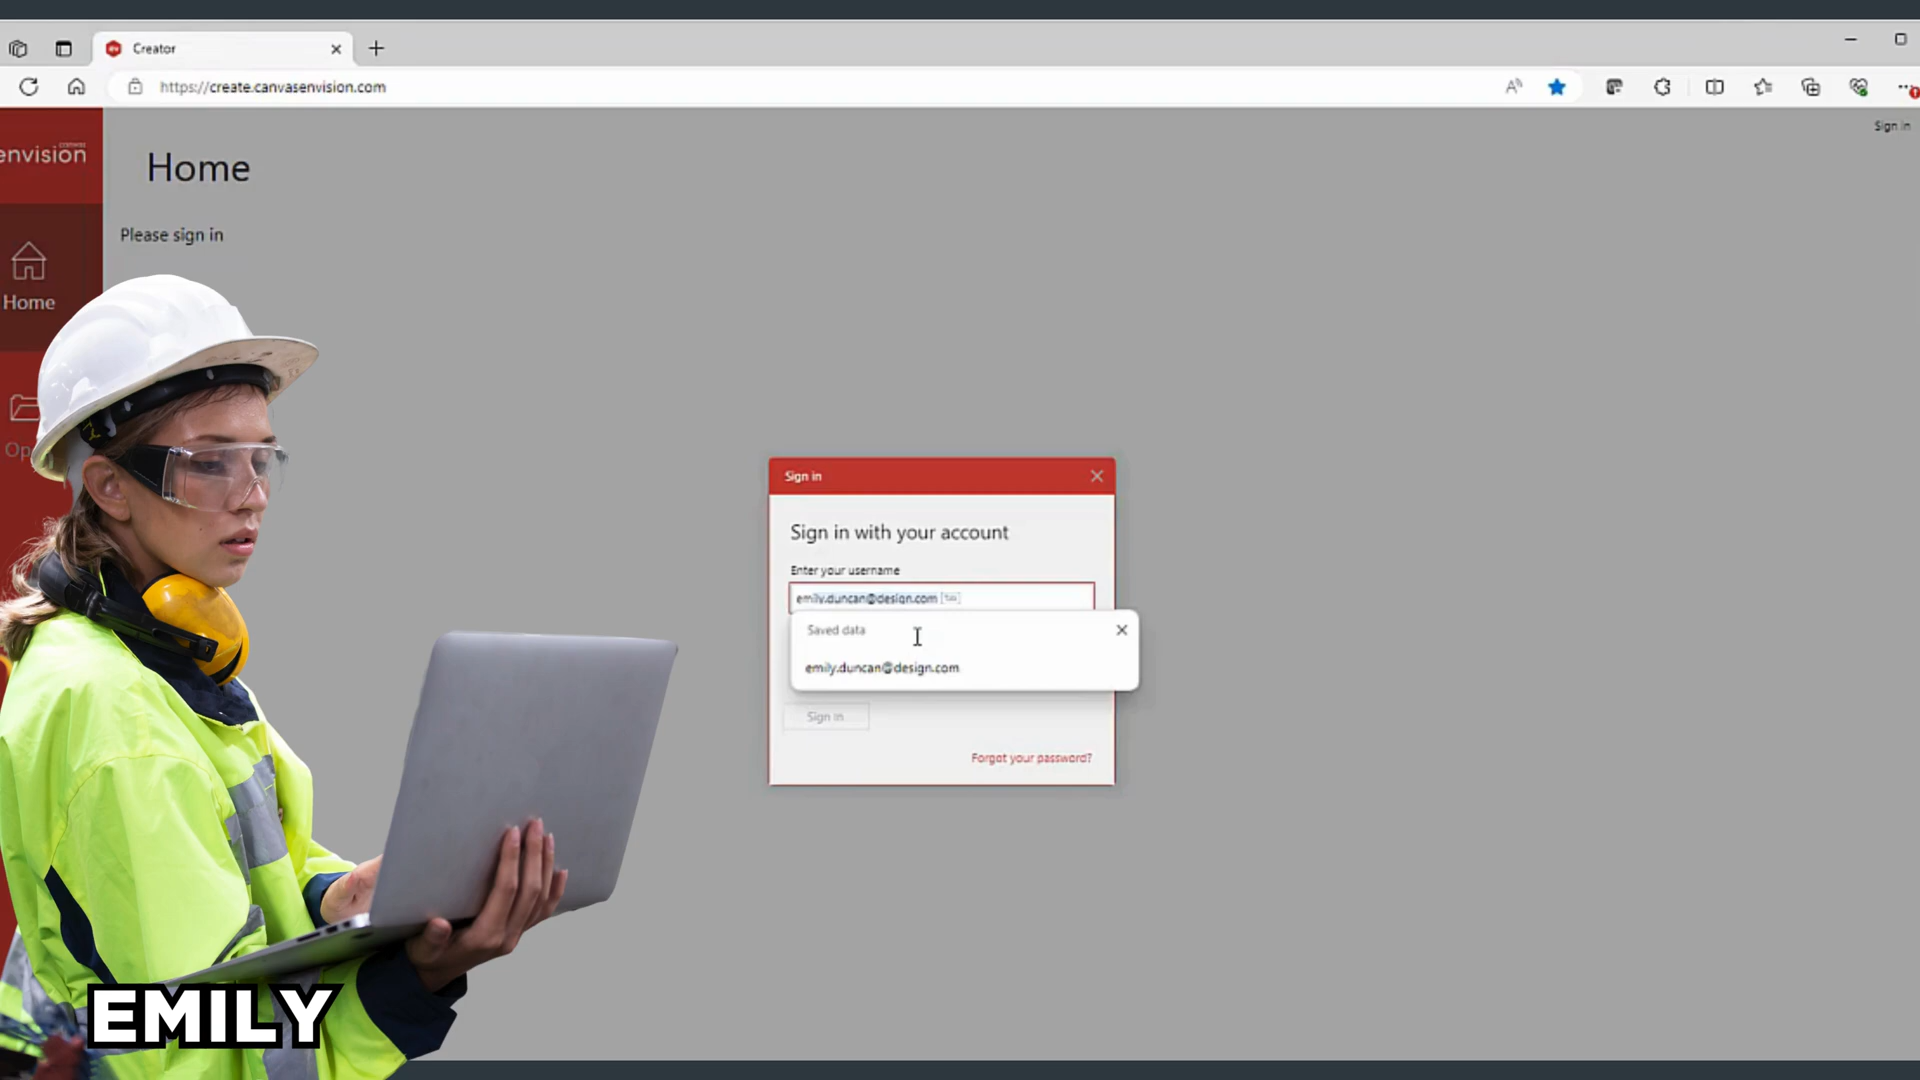 Creator
https://create.canvasenvision.com
Sign in
canvas
envision
Home
Please sign in
Home
Op
Sign in
Sign in with your account
Enter your username
emily.duncan@design.com
Saved data
emily.duncan@design.com
Sign in
Forgot your password?
EMILY